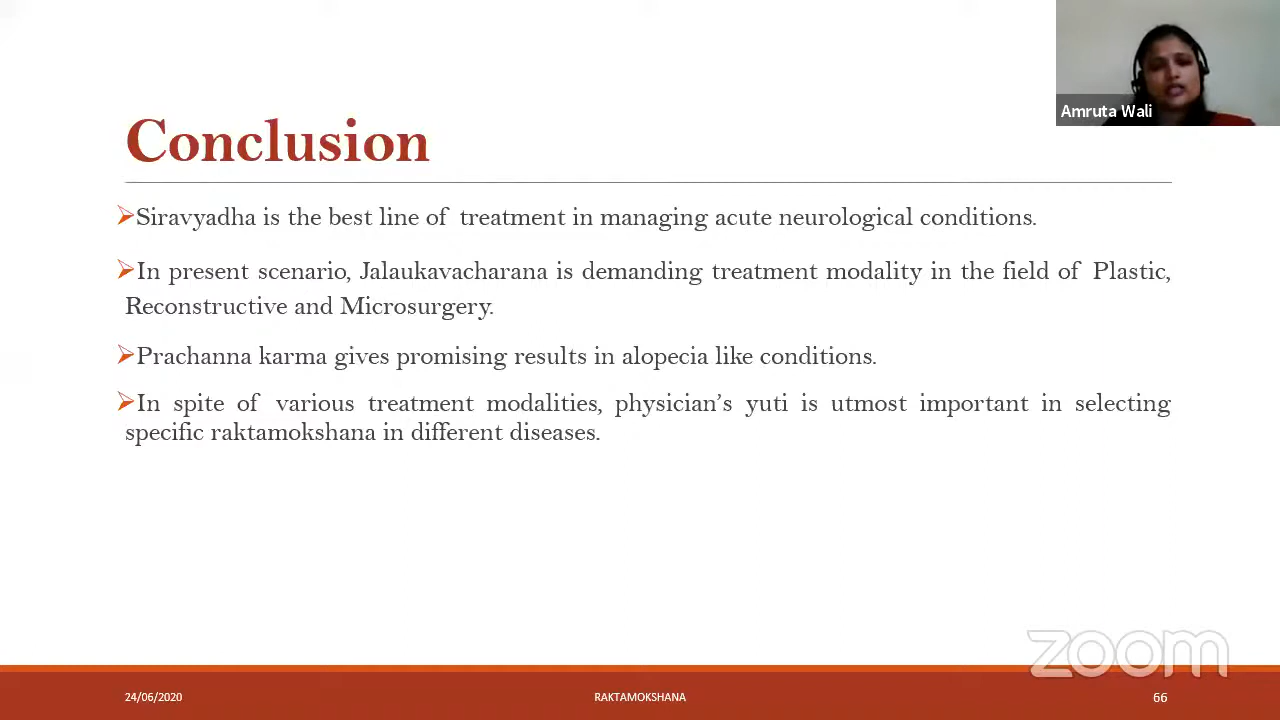 Amruta Wali
Conclusion
➢Siravyadha is the best line of treatment in managing acute neurological conditions.
➢In present scenario, Jalaukavacharana is demanding treatment modality in the field of Plastic,
Reconstructive and Microsurgery.
➢Prachanna karma gives promising results in alopecia like conditions.
➢In spite of various treatment modalities, physician’s yuti is utmost important in selecting
specific raktamokshana in different diseases.
zoom
24/06/2020
RAKTAMOKSHANA
66